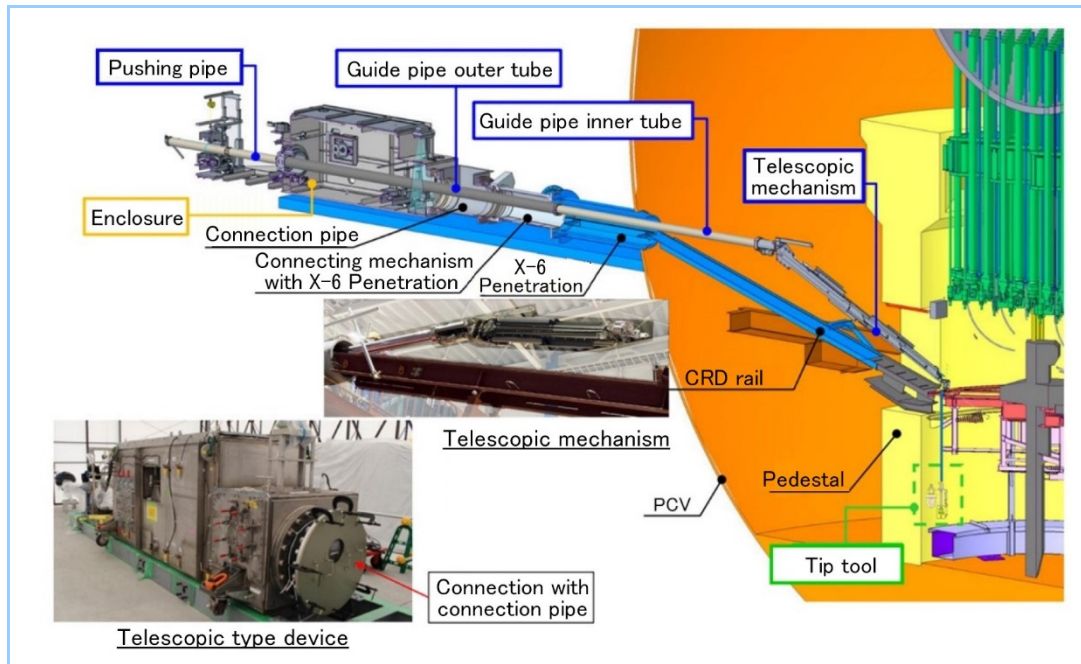 Pushing pipe
Guide pipe outer tube
Guide pipe inner tube
Telescopic
mechanism
Enclosure
Connection pipe
Connecting mechanism
with X-6 Penetration
X-6
Penetration
CRD rail
Telescopic mechanism
Pedestal
PCV
Tip tool
Connection with
connection pipe
Telescopic type device